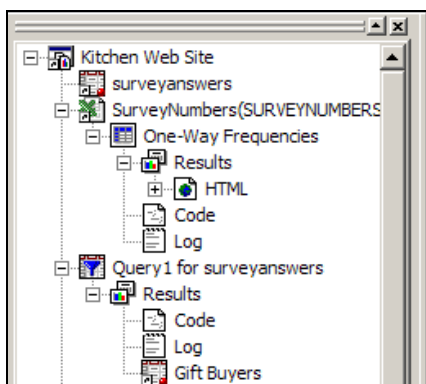 Kitchen Web Site
surveyanswers
SurveyNumbers(SURVEYNUMBERS
One-Way Frequencies
Results
HTML
Code
Log
Query1 for surveyanswers
Results
Code
Log
Gift Buyers